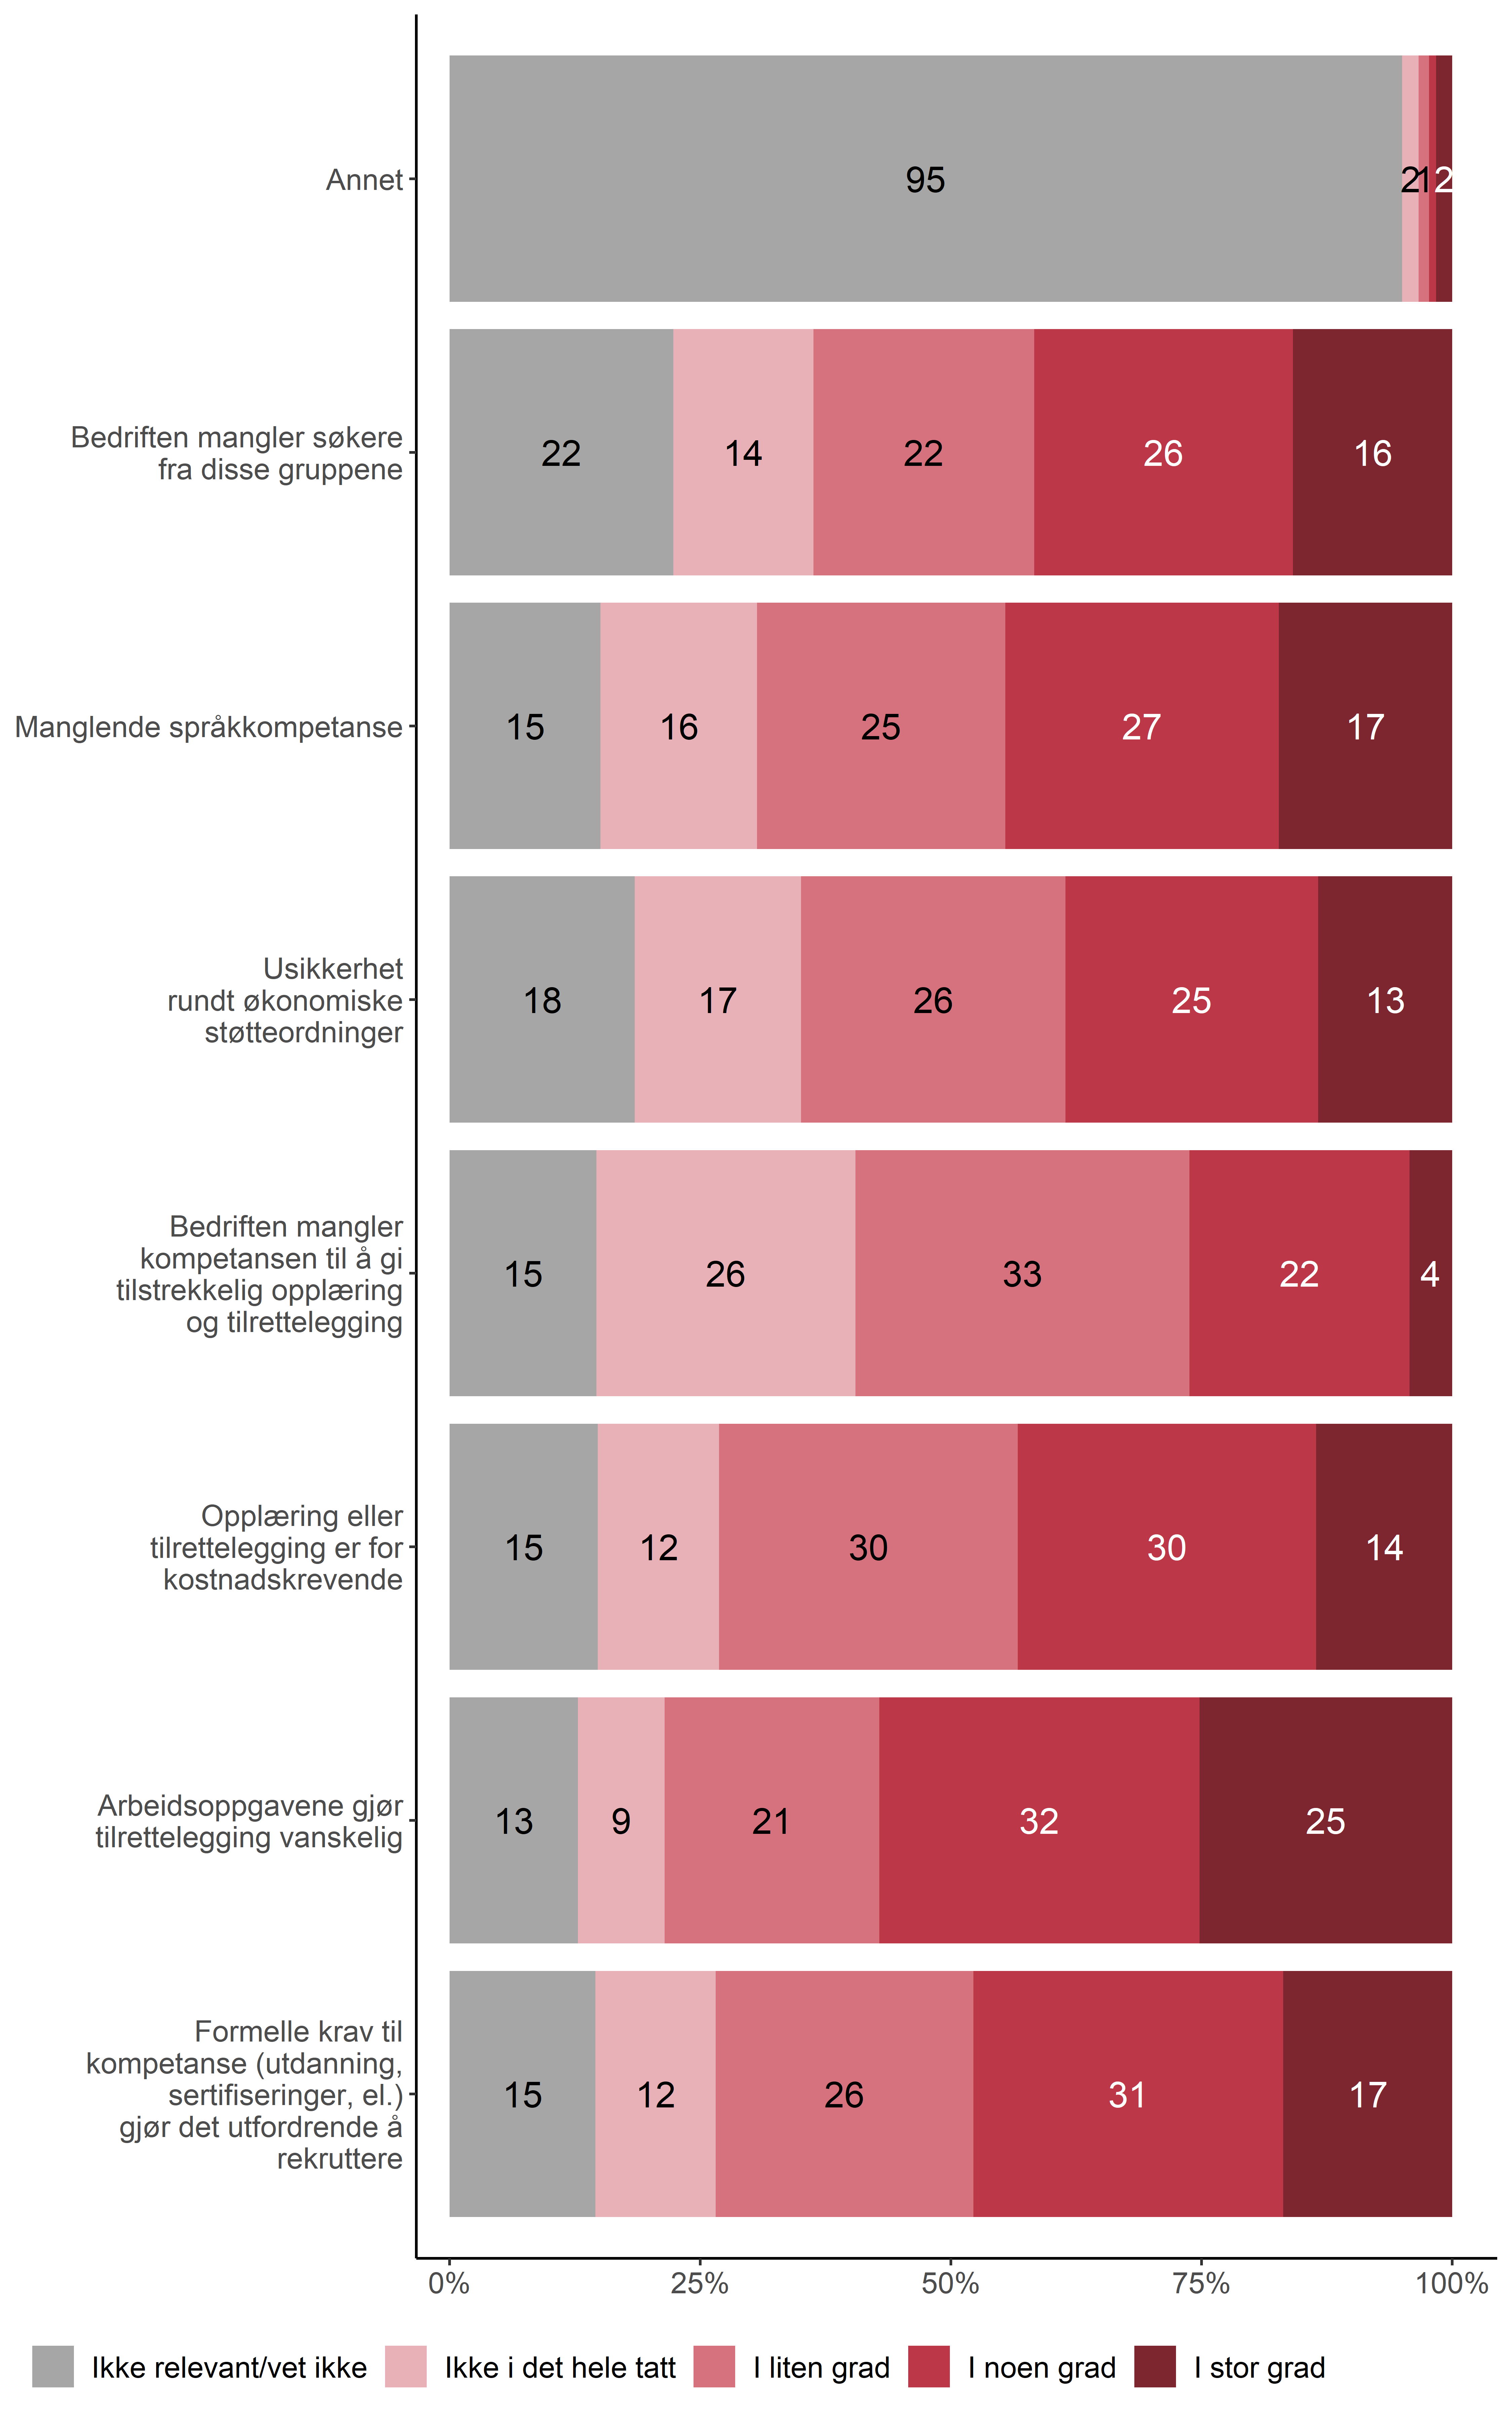 Annet
95
2
1
2
Bedriften mangler søkere
fra disse gruppene
22
14
22
26
16
Manglende språkkompetanse
15
16
25
27
17
Usikkerhet
rundt økonomiske
støtteordninger
18
17
26
25
13
Bedriften mangler
kompetansen til å gi
tilstrekkelig opplæring
og tilrettelegging
15
26
33
22
4
Opplæring eller
tilrettelegging er for
kostnadskrevende
15
12
30
30
14
Arbeidsoppgavene gjør
tilrettelegging vanskelig
13
9
21
32
25
Formelle krav til
kompetanse (utdanning,
sertifiseringer, el.)
gjør det utfordrende å
rekruttere
15
12
26
31
17
0%
25%
50%
75%
100%
Ikke relevant/vet ikke
Ikke i det hele tatt
I liten grad
I noen grad
I stor grad